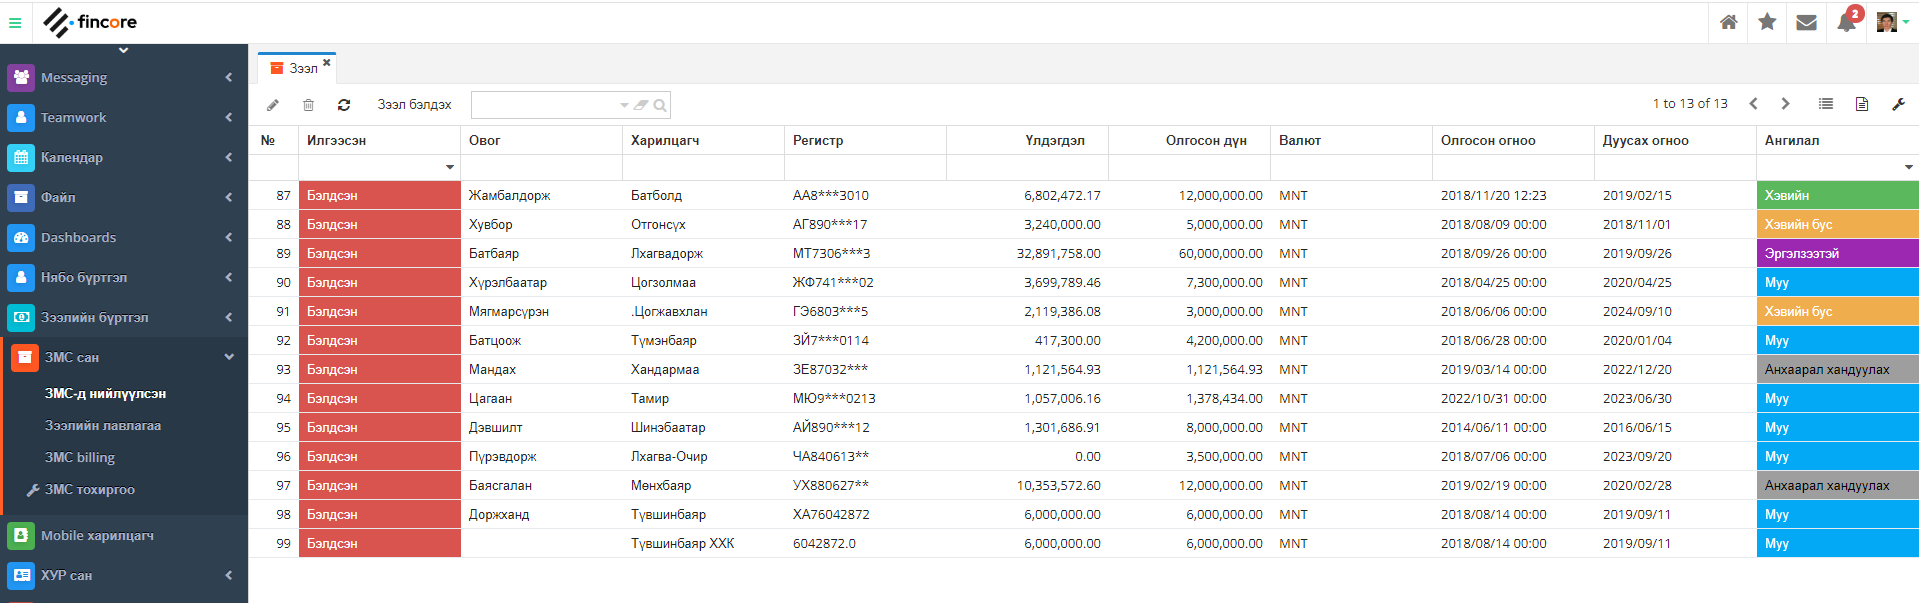 fincore
2
Messaging
Teamwork
Календар
Файл
Dashboards
Нябо бүртгэл
Зээлийн бүртгэл
ЗМС сан
ЗМС-д нийлүүлсэн
Зээлийн лавлагаа
ЗМС billing
ЗМС тохиргоо
Mobile харилцагч
ХУР сан
Зээл
Зээл бэлдэх
1 to 13 of 13
№ Илгээсэн Овог Харилцагч Регистр Үлдэгдэл Олгосон дүн Валют Олгосон огноо Дуусах огноо Ангилал
87 Бэлдсэн Жамбалдорж Батболд АА8***3010 6,802,472.17 12,000,000.00 MNT 2018/11/20 12:23 2019/02/15 Хэвийн
88 Бэлдсэн Хувбор Отгонсүх АГ890***17 3,240,000.00 5,000,000.00 MNT 2018/08/09 00:00 2018/11/01 Хэвийн бус
89 Бэлдсэн Батбаяр Лхагвадорж МТ7306***3 32,891,758.00 60,000,000.00 MNT 2018/09/26 00:00 2019/09/26 Эргэлзээтэй
90 Бэлдсэн Хүрэлбаатар Цогзолмаа ЖФ741***02 3,699,789.46 7,300,000.00 MNT 2018/04/25 00:00 2020/04/25 Муу
91 Бэлдсэн Мягмарсүрэн .Цогжавхлан ГЭ6803***5 2,119,386.08 3,000,000.00 MNT 2018/06/06 00:00 2024/09/10 Хэвийн бус
92 Бэлдсэн Батцоож Түмэнбаяр ЗЙ7***0114 417,300.00 4,200,000.00 MNT 2018/06/28 00:00 2020/01/04 Муу
93 Бэлдсэн Мандах Хандармаа ЗЕ87032*** 1,121,564.93 1,121,564.93 MNT 2019/03/14 00:00 2022/12/20 Анхаарал хандуулах
94 Бэлдсэн Цагаан Тамир МЮ9***0213 1,057,006.16 1,378,434.00 MNT 2022/10/31 00:00 2023/06/30 Муу
95 Бэлдсэн Дэвшилт Шинэбаатар АЙ890***12 1,301,686.91 8,000,000.00 MNT 2014/06/11 00:00 2016/06/15 Муу
96 Бэлдсэн Пүрэвдорж Лхагва-Очир ЧА840613** 0.00 3,500,000.00 MNT 2018/07/06 00:00 2023/09/20 Муу
97 Бэлдсэн Баясгалан Мөнхбаяр УХ880627** 10,353,572.60 12,000,000.00 MNT 2019/02/19 00:00 2020/02/28 Анхаарал хандуулах
98 Бэлдсэн Доржханд Түвшинбаяр ХА76042872 6,000,000.00 6,000,000.00 MNT 2018/08/14 00:00 2019/09/11 Муу
99 Бэлдсэн Түвшинбаяр ХХК 6042872.0 6,000,000.00 6,000,000.00 MNT 2018/08/14 00:00 2019/09/11 Муу